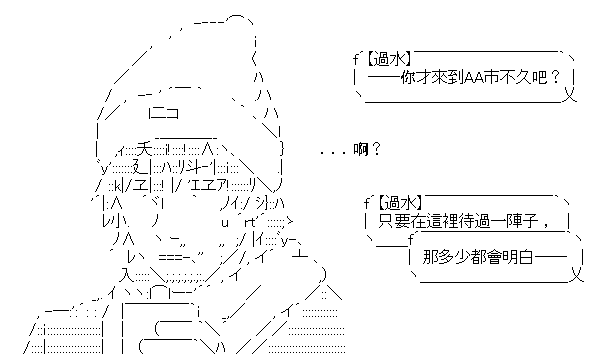 【過水】
──你才來到AA市不久吧?
...啊?
【過水】
只要在這裡待過一陣子,
那多少都會明白──